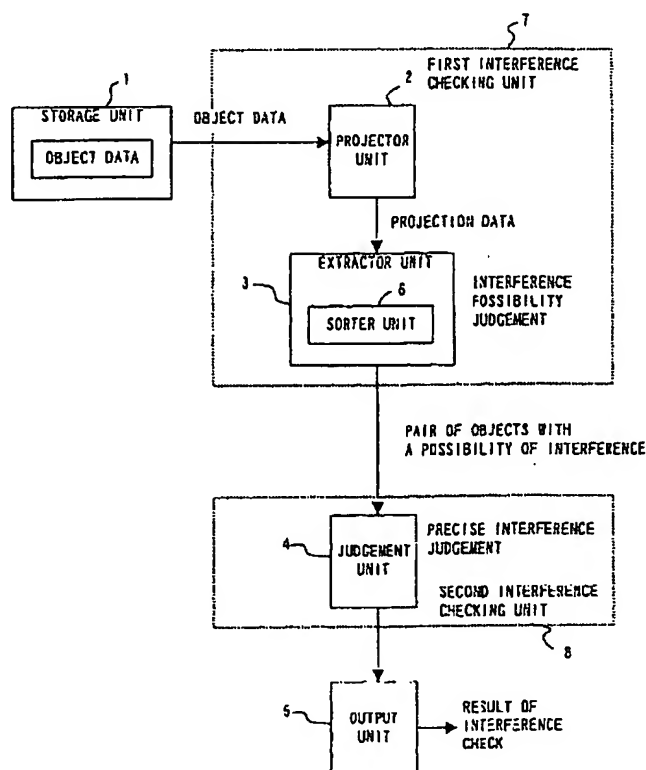 7
FIRST INTERFERENCE
CHECKING UNIT
1
2
STORAGE UNIT
OBJECT DATA
OBJECT DATA
PROJECTOR
UNIT
PROJECTION DATA
EXTRACTOR UNIT
3
6
SORTER UNIT
INTERFERENCE
FOSSIBILITY
JUDGEMENT
PAIR OF OBJECTS WITH
A POSSIBILITY OF INTERFERENCE
4
JUDGEMENT
UNIT
PRECISE INTERFERENCE
JUDGEMENT
SECOND INTERFERENCE
CHECKING UNIT
8
5
OUTPUT
UNIT
RESULT OF
INTERFERENCE
CHECK